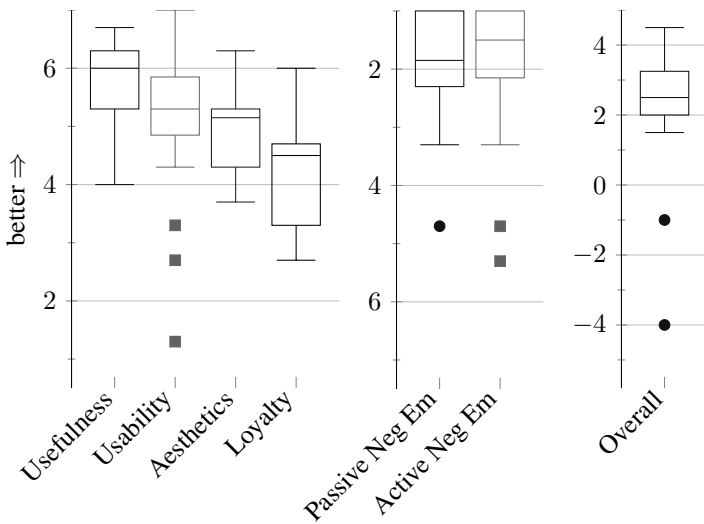 better ⇒
6
4
2
Usefulness
Usability
Aesthetics
Loyalty
2
4
6
Passive Neg Em
Active Neg Em
4
2
0
−2
−4
Overall